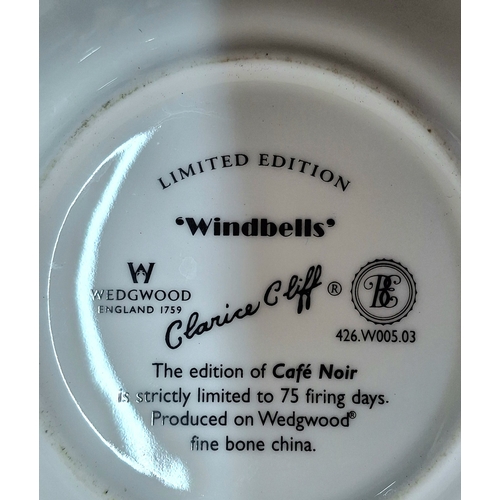 LIMITED EDITION
'Windbells'
W
WEDGWOOD
ENGLAND 1759
Clarice Cliff ®
BE
426.W005.03
The edition of Café Noir
is strictly limited to 75 firing days.
Produced on Wedgwood®
fine bone china.